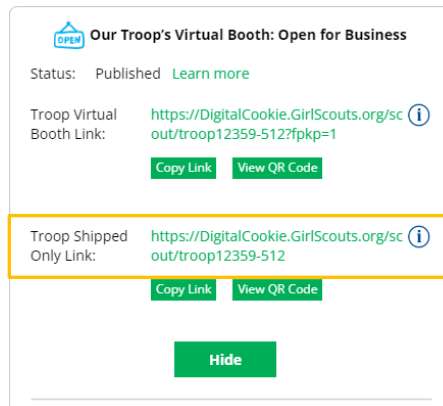 OPEN Our Troop's Virtual Booth: Open for Business
Status: Published Learn more
Troop Virtual https://DigitalCookie.GirlScouts.org/sc i
Booth Link: out/troop12359-512?fpkp=1
Copy Link View QR Code
Troop Shipped https://DigitalCookie.GirlScouts.org/sc i
Only Link: out/troop12359-512
Copy Link View QR Code
Hide